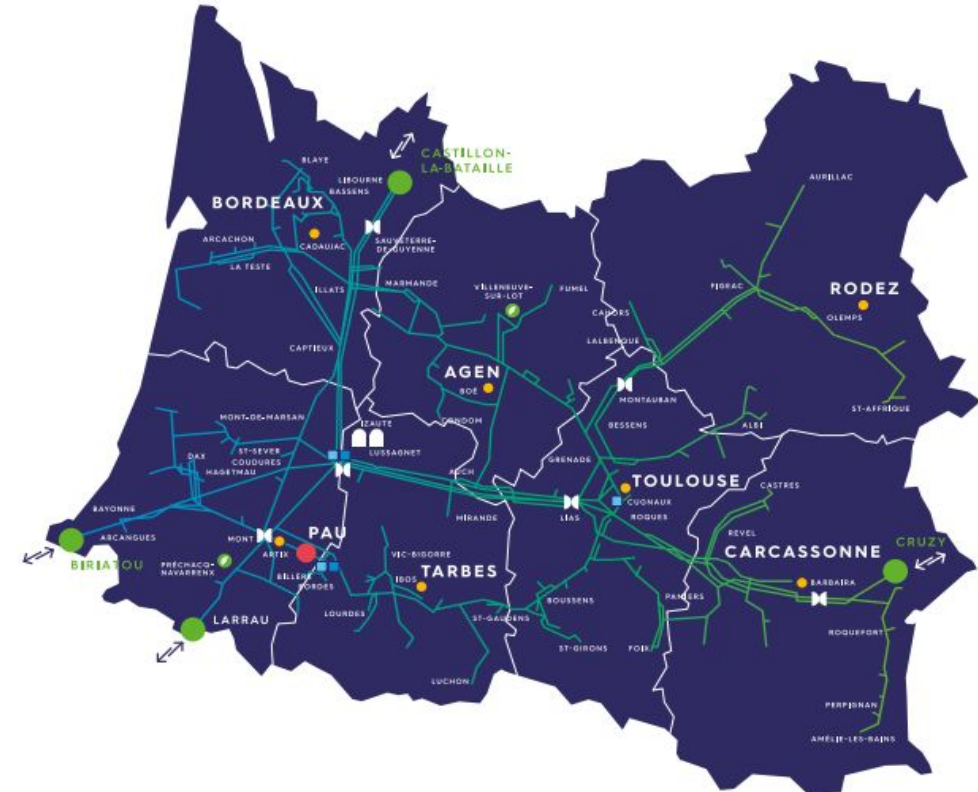 BLAYE
CASTILLON-
LA-BATAILLE
LIBOURNE
BASSENS
AURILLAC
BORDEAUX
ARCACHON
CADAUJAC
SAUVETERRE-
DE-GUYENNE
LA TESTE
ILLATS
MARMANDE
VILLENEUVE-
SUR-LOT
FUMEL
FIGEAC
RODEZ
CAHORS
OLEMPS
LALBENQUE
CAPTIEUX
AGEN
BOÉ
MONTAUBAN
ST-AFFRIQUE
MONT-DE-MARSAN
IZAUTE
CONDOM
BESSENS
ALBI
ST-SEVER
LUSSAGNET
DAX
COUDURES
HAGETMAU
AUCH
GRENADE
TOULOUSE
CASTRES
BAYONNE
MIRANDE
LIAS
CUGNAUX
ROQUES
ARCANGUES
MONT
PAU
REVEL
CARCASSONNE
CRUZY
BIRIATOU
ARTIX
VIC-BIGORRE
PRÉCHACQ-
NAVARRENX
BILLÈRE
BORDES
IBOS
TARBES
BARBAIRA
LOURDES
BOUSSENS
PAMIERS
LARRAU
ST-GAUDENS
ROQUEFORT
ST-GIRONS
FOIX
LUCHON
PERPIGNAN
AMÉLIE-LES-BAINS